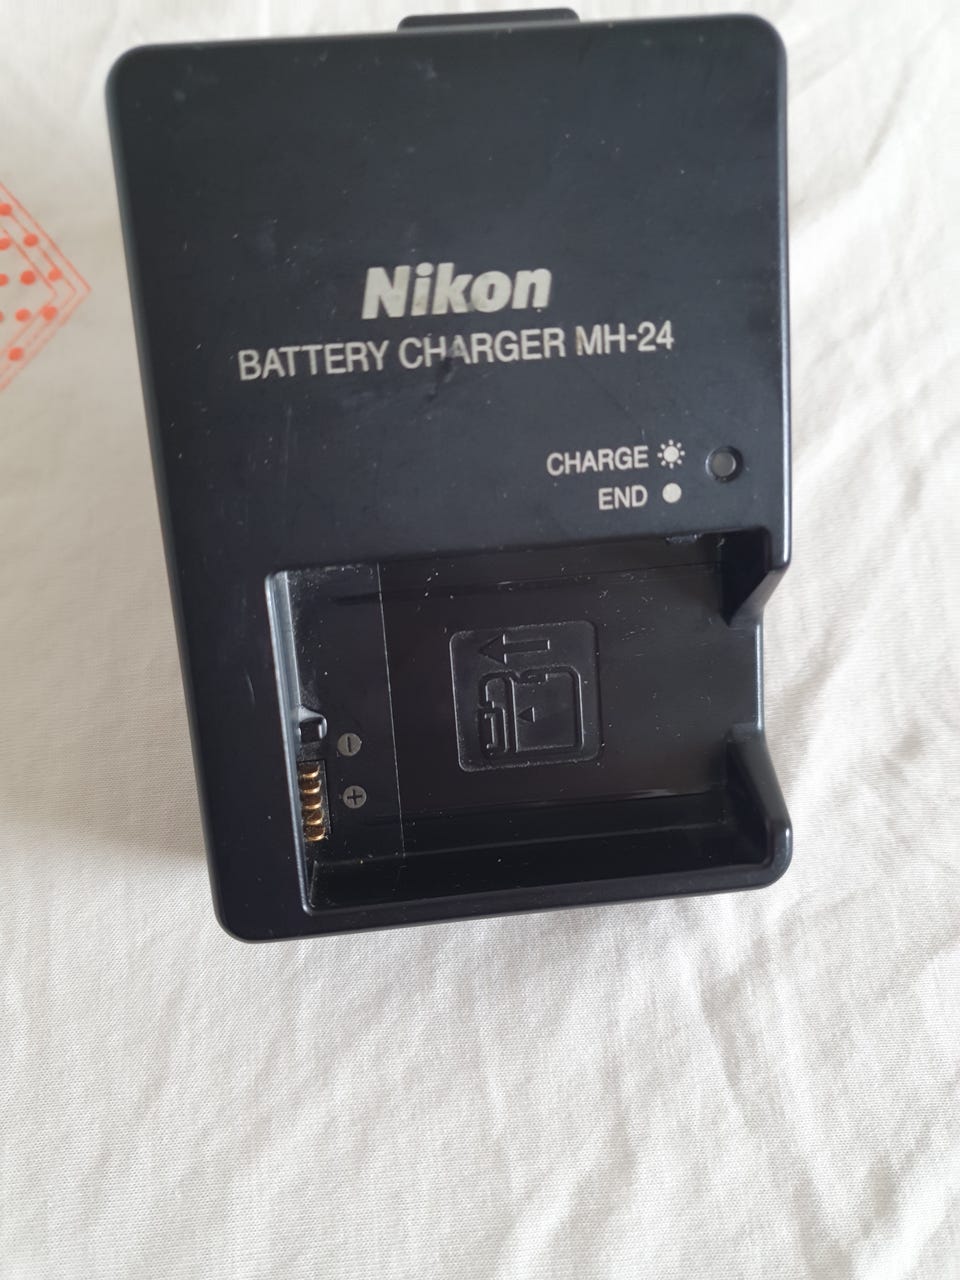 Nikon
BATTERY CHARGER MH-24
CHARGE
END
-
+